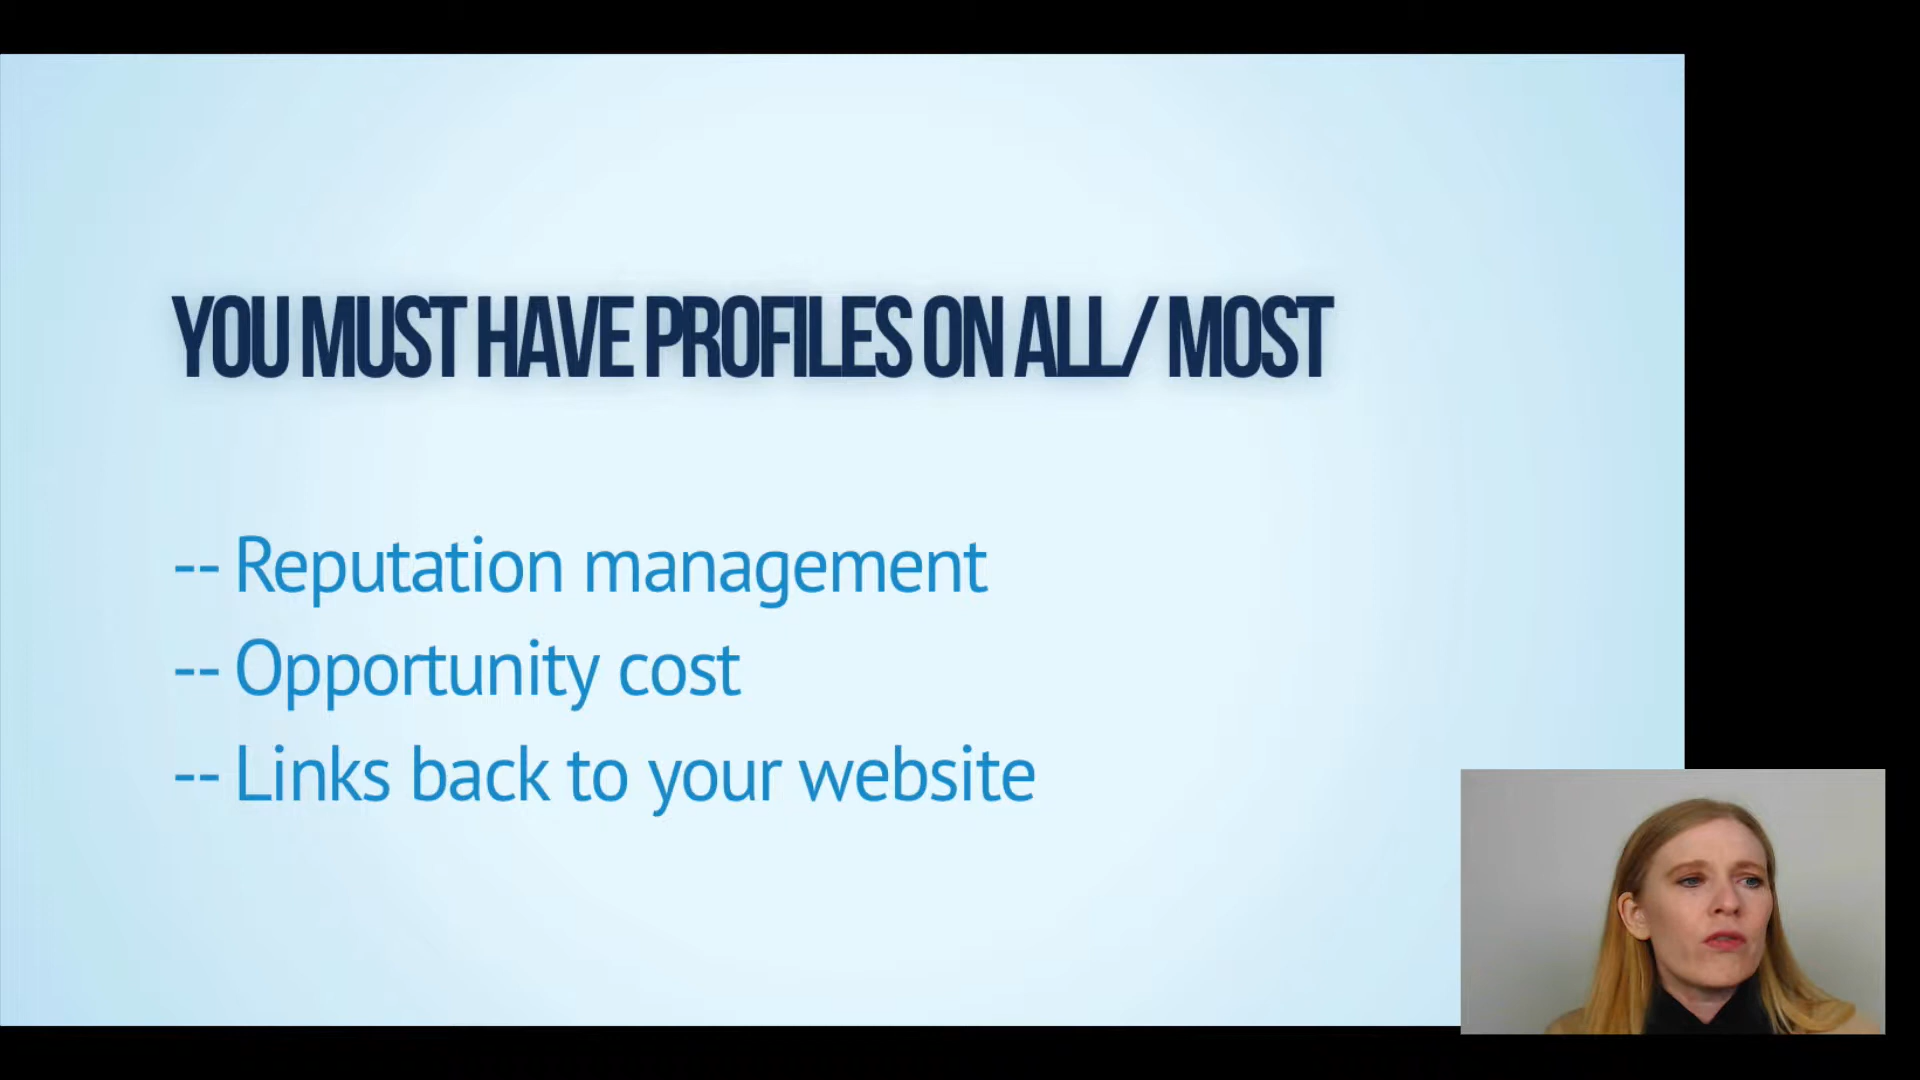 YOU MUST HAVE PROFILES ON ALL/ MOST
-- Reputation management
-- Opportunity cost
-- Links back to your website